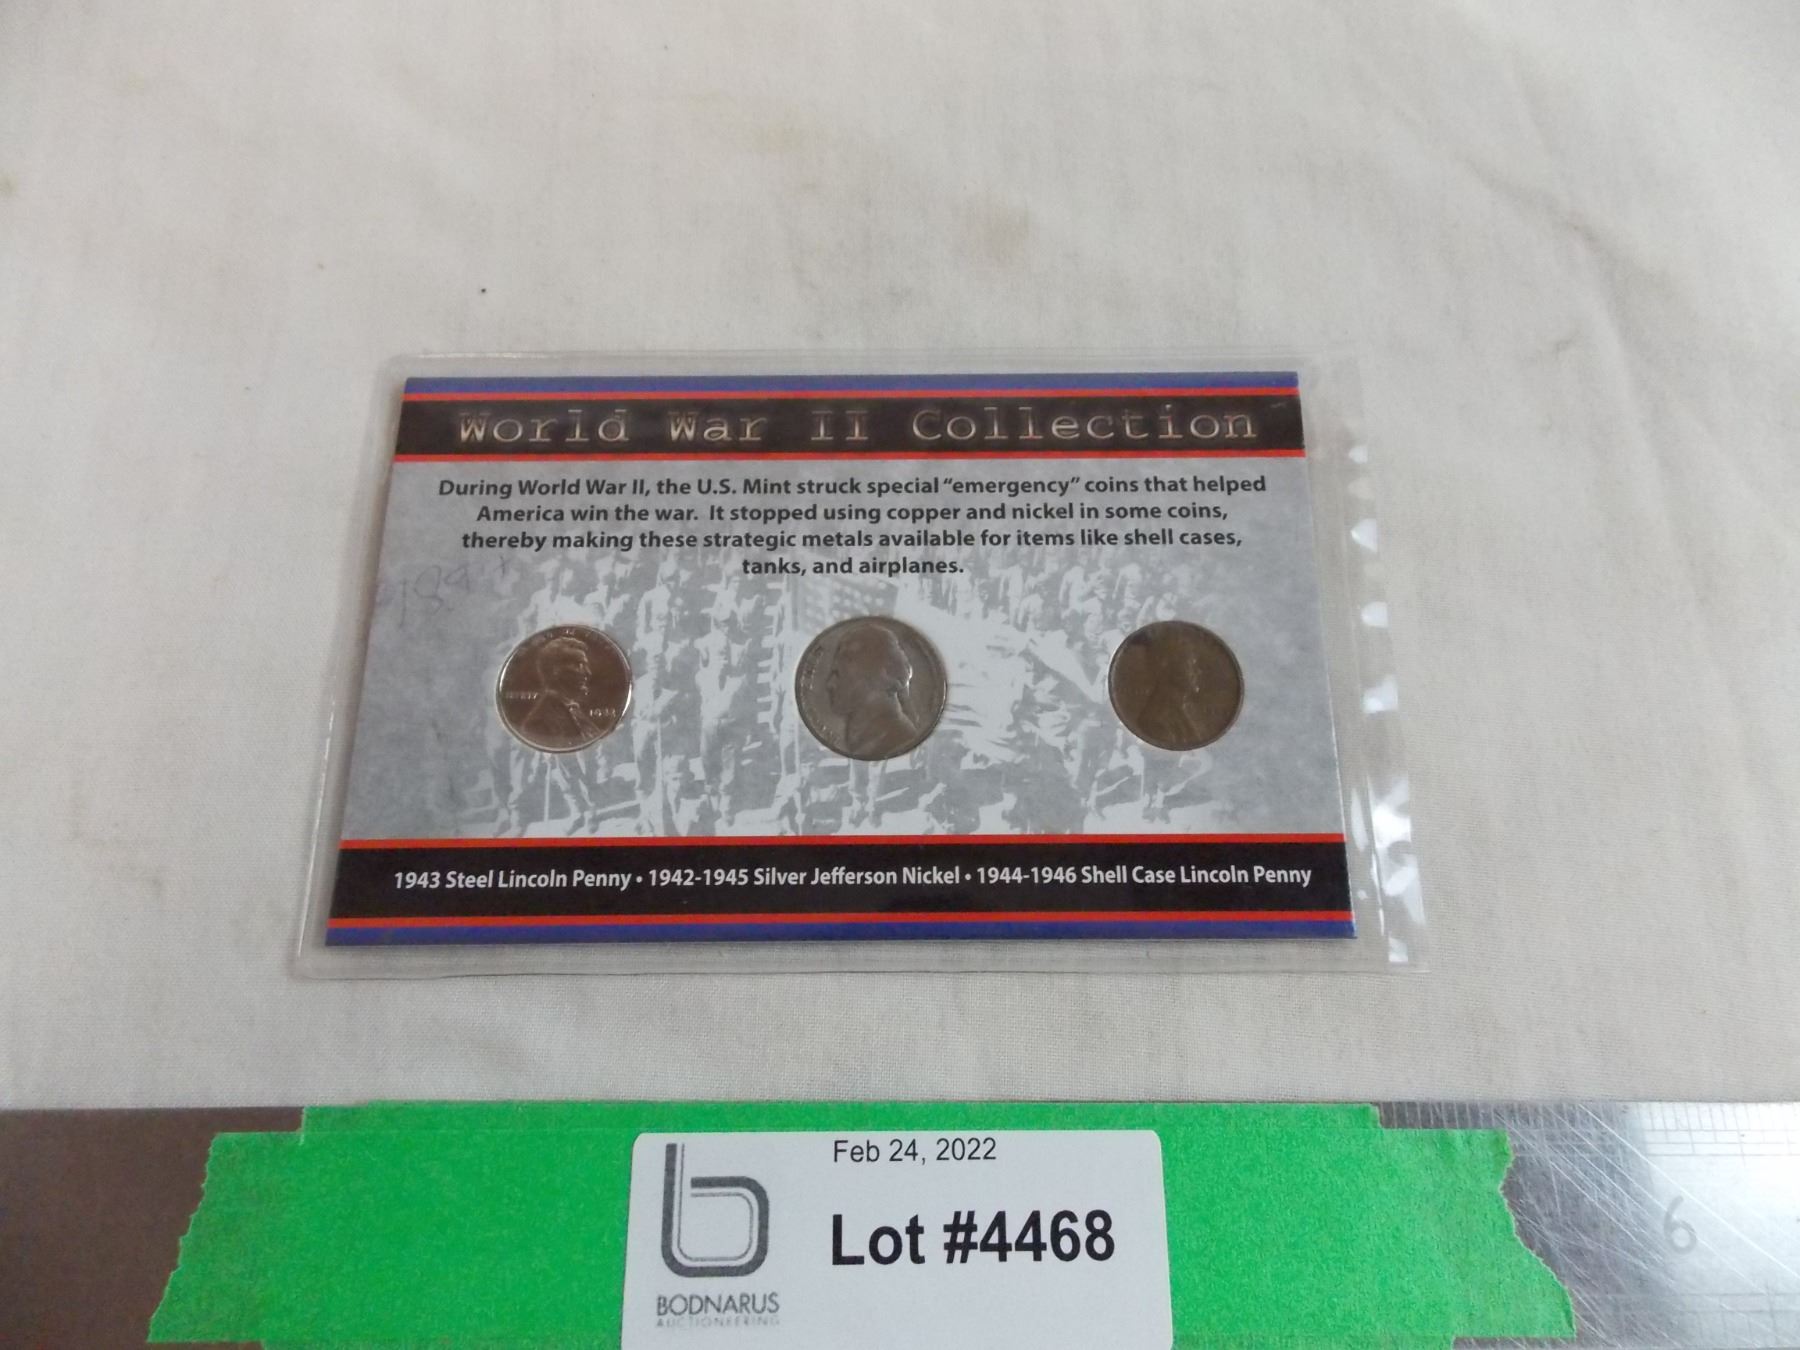 World War II Collection
During World War II, the U.S. Mint struck special “emergency” coins that helped
America win the war. It stopped using copper and nickel in some coins,
thereby making these strategic metals available for items like shell cases,
tanks, and airplanes.
LIBERTY
1943 Steel Lincoln Penny • 1942-1945 Silver Jefferson Nickel • 1944-1946 Shell Case Lincoln Penny
Feb 24, 2022
Lot #4468
BODNARUS
AUCTIONEERING
6